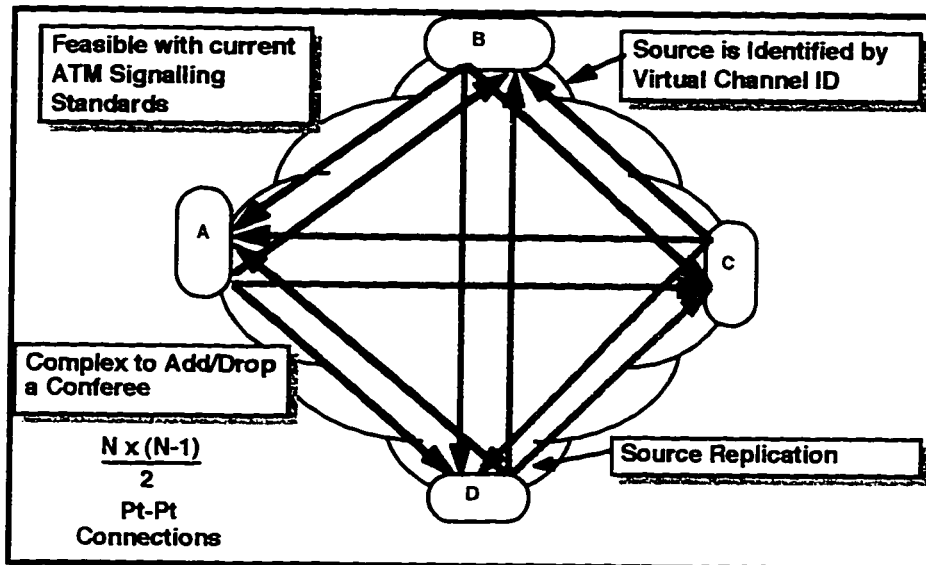 Feasible with current
ATM Signalling
Standards
B
Source is Identified by
Virtual Channel ID
A
C
Complex to Add/Drop
a Conferee
N x (N-1)
2
Pt-Pt
Connections
D
Source Replication